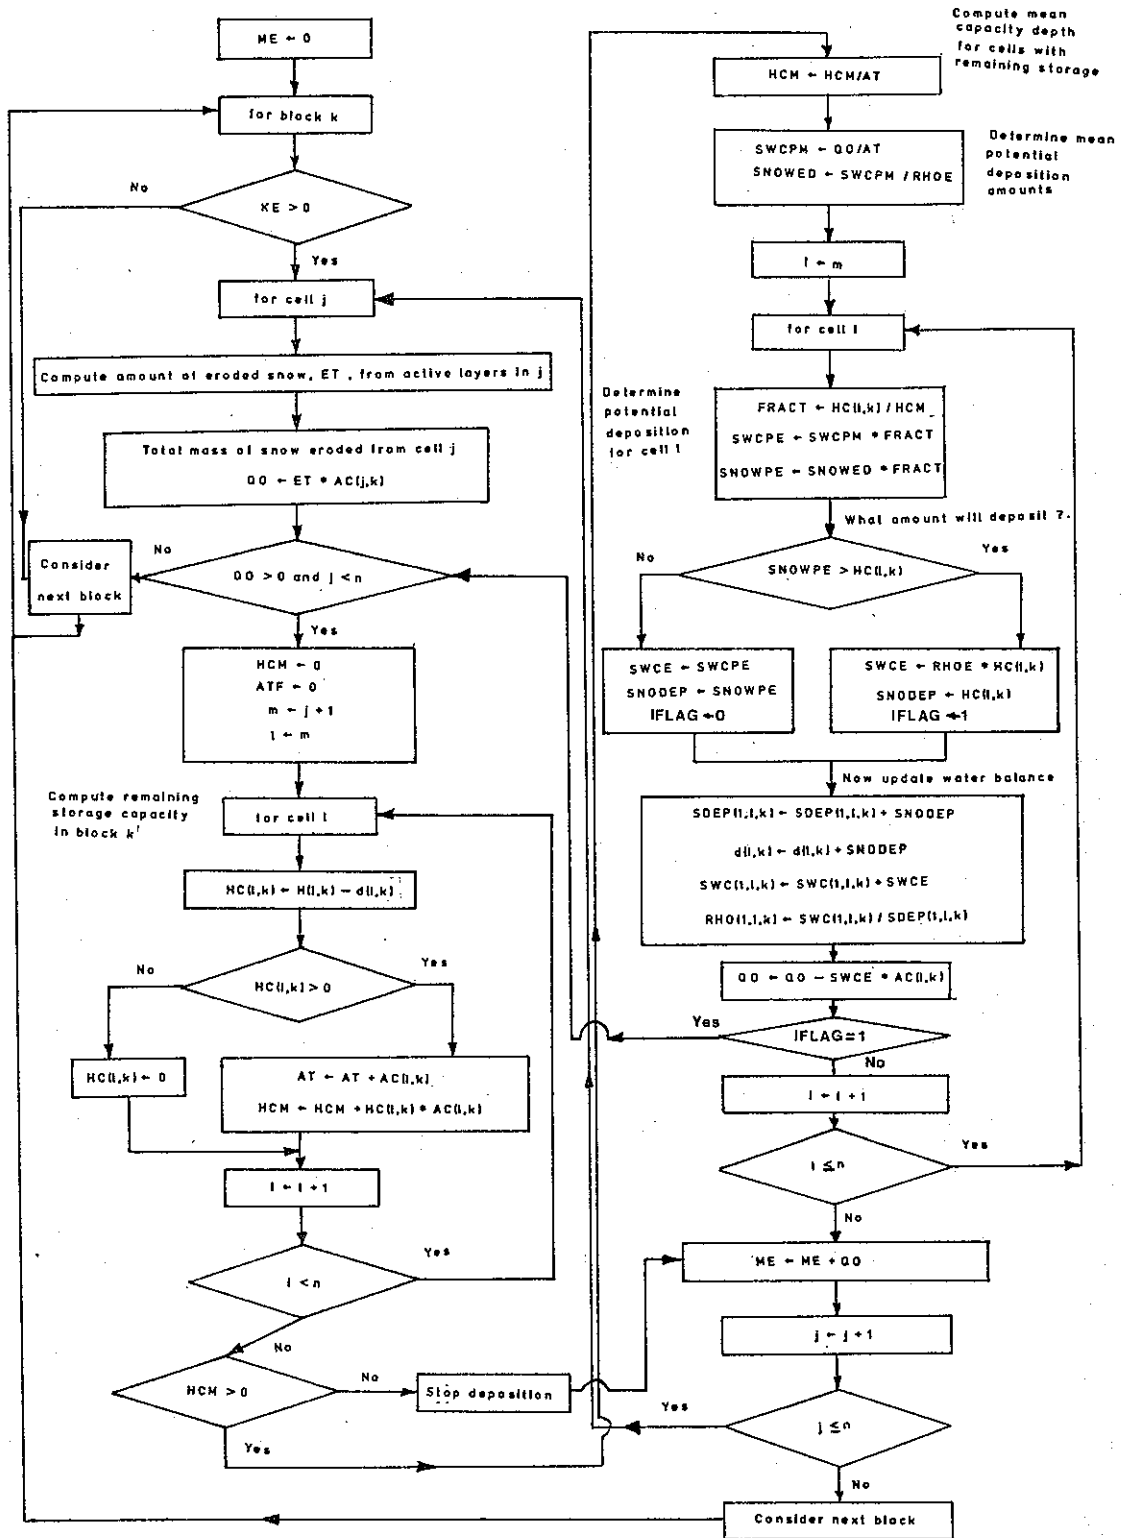 ME ← 0
for block k
No
KE > 0
Yes
for cell j
Compute amount of eroded snow, ET, from active layers in j
Total mass of snow eroded from cell j
QO ← ET * AC(j,k)
No
QO > 0 and j < n
Consider
next block
Yes
HCM ← 0
ATF ← 0
m ← j + 1
l ← m
Compute remaining
storage capacity
in block k'
for cell l
HC(l,k) ← H(l,k) − d(l,k)
No
Yes
HC(l,k) > 0
HC(l,k) ← 0
AT ← AT + AC(l,k)
HCM ← HCM + HC(l,k) * AC(l,k)
l ← l + 1
Yes
l < n
No
HCM > 0
No
Stop deposition
Yes
Compute mean
capacity depth
for cells with
remaining storage
HCM ← HCM/AT
SWCPM ← QO/AT
SNOWED ← SWCPM / RHOE
Determine mean
potential
deposition
amounts
l ← m
for cell l
Determine
potential
deposition
for cell l
FRACT ← HC(l,k) / HCM
SWCPE ← SWCPM * FRACT
SNOWPE ← SNOWED * FRACT
What amount will deposit ?
No
Yes
SNOWPE > HC(l,k)
SWCE ← SWCPE
SNODEP ← SNOWPE
IFLAG ← 0
SWCE ← RHOE * HC(l,k)
SNODEP ← HC(l,k)
IFLAG ← 1
Now update water balance
SDEP(1,l,k) ← SDEP(1,l,k) + SNODEP
d(l,k) ← d(l,k) + SNODEP
SWC(1,l,k) ← SWC(1,l,k) + SWCE
RHO(1,l,k) ← SWC(1,l,k) / SDEP(1,l,k)
QO ← QO − SWCE * AC(l,k)
Yes
IFLAG=1
No
l ← l + 1
Yes
l ≤ n
No
ME ← ME + QO
j ← j + 1
Yes
j ≤ n
No
Consider next block